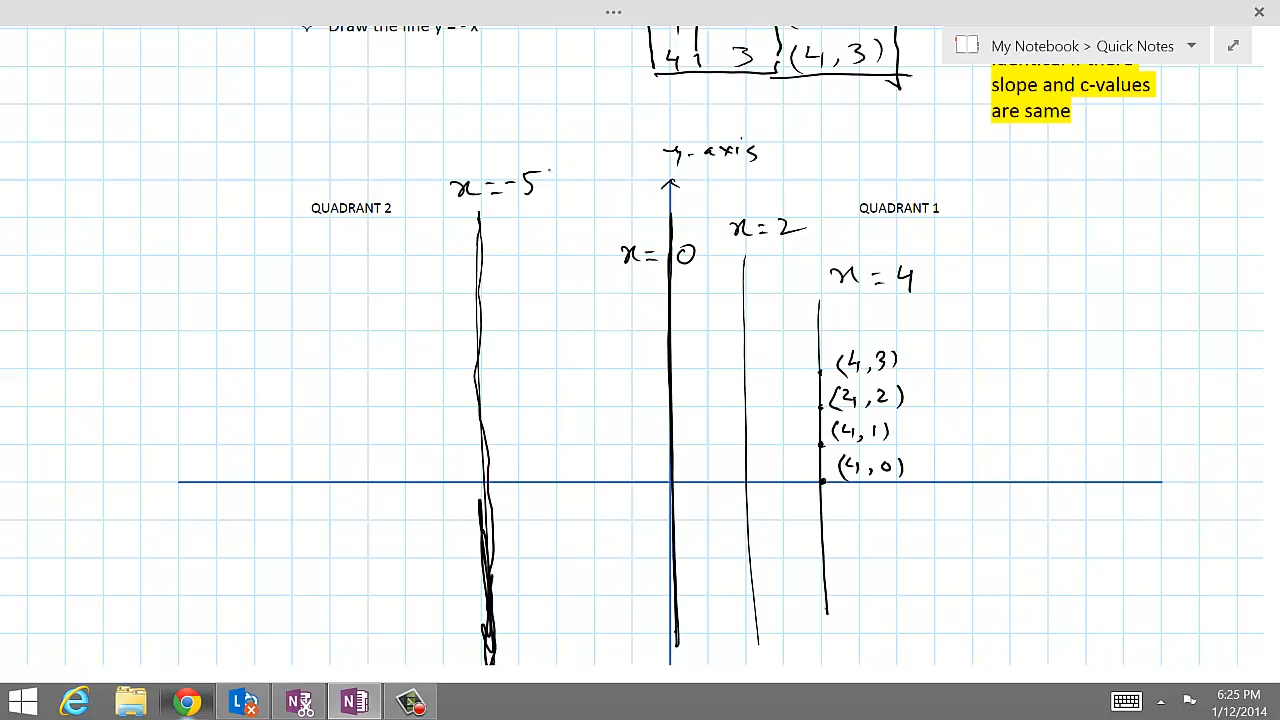 Draw the line y = - x
4 3 (4,3)
My Notebook > Quick Notes
slope and c-values
are same
y-axis
x=-5
QUADRANT 2
QUADRANT 1
x=2
x=0
x=4
(4,3)
(4,2)
(4,1)
(4,0)
6:25 PM
1/12/2014